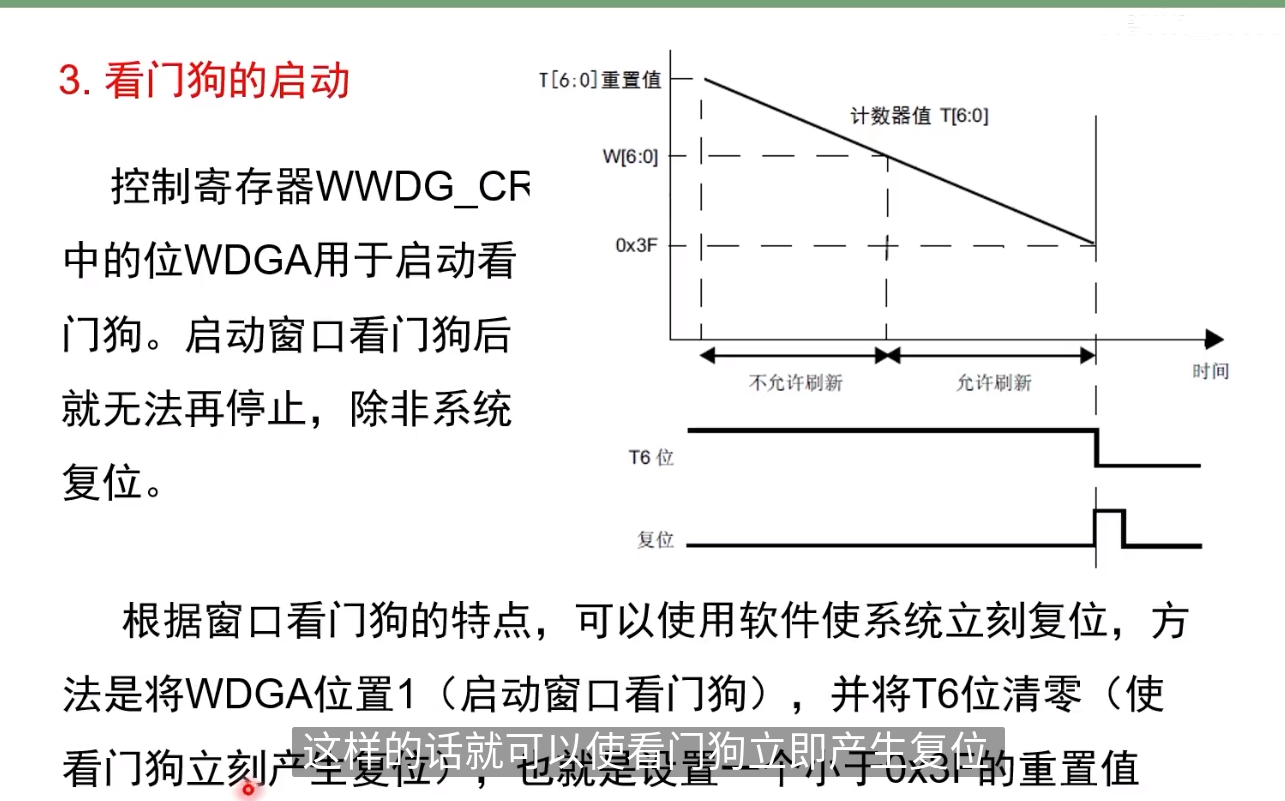 3. 看门狗的启动
控制寄存器WWDG_CR
中的位WDGA用于启动看
门狗。启动窗口看门狗后
就无法再停止，除非系统
复位。
T[6:0]重置值
计数器值 T[6:0]
W[6:0]
0x3F
不允许刷新
允许刷新
时间
T6 位
复位
根据窗口看门狗的特点，可以使用软件使系统立刻复位，方
法是将WDGA位置1（启动窗口看门狗），并将T6位清零（使
看门狗立刻产生复位），也就是设置一个小于0x3F的重置值
这样的话就可以使看门狗立即产生复位